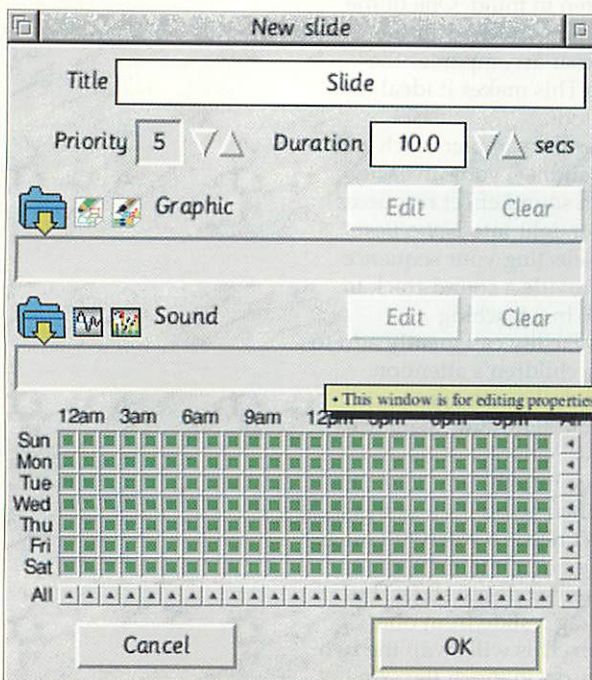 New slide
Title Slide
Priority 5 Duration 10.0 secs
Graphic Edit Clear
Sound Edit Clear
• This window is for editing properties
12am 3am 6am 9am 12pm
Sun
Mon
Tue
Wed
Thu
Fri
Sat
All
Cancel OK